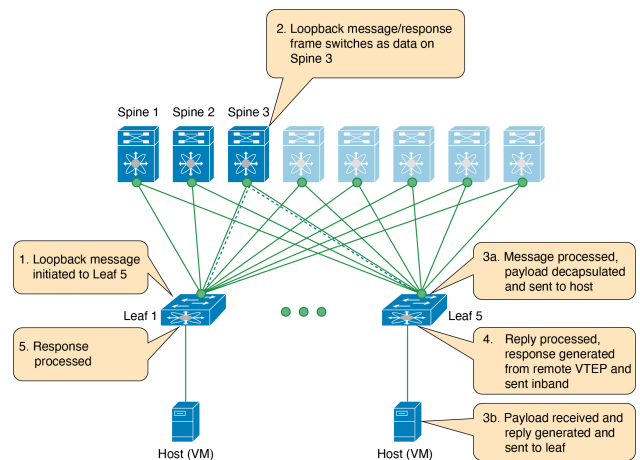 2. Loopback message/response
frame switches as data on
Spine 3
Spine 1
Spine 2
Spine 3
1. Loopback message
initiated to Leaf 5
3a. Message processed,
payload decapsulated
and sent to host
Leaf 1
Leaf 5
5. Response
processed
4. Reply processed,
response generated
from remote VTEP and
sent inband
3b. Payload received and
reply generated and
sent to leaf
Host (VM)
Host (VM)